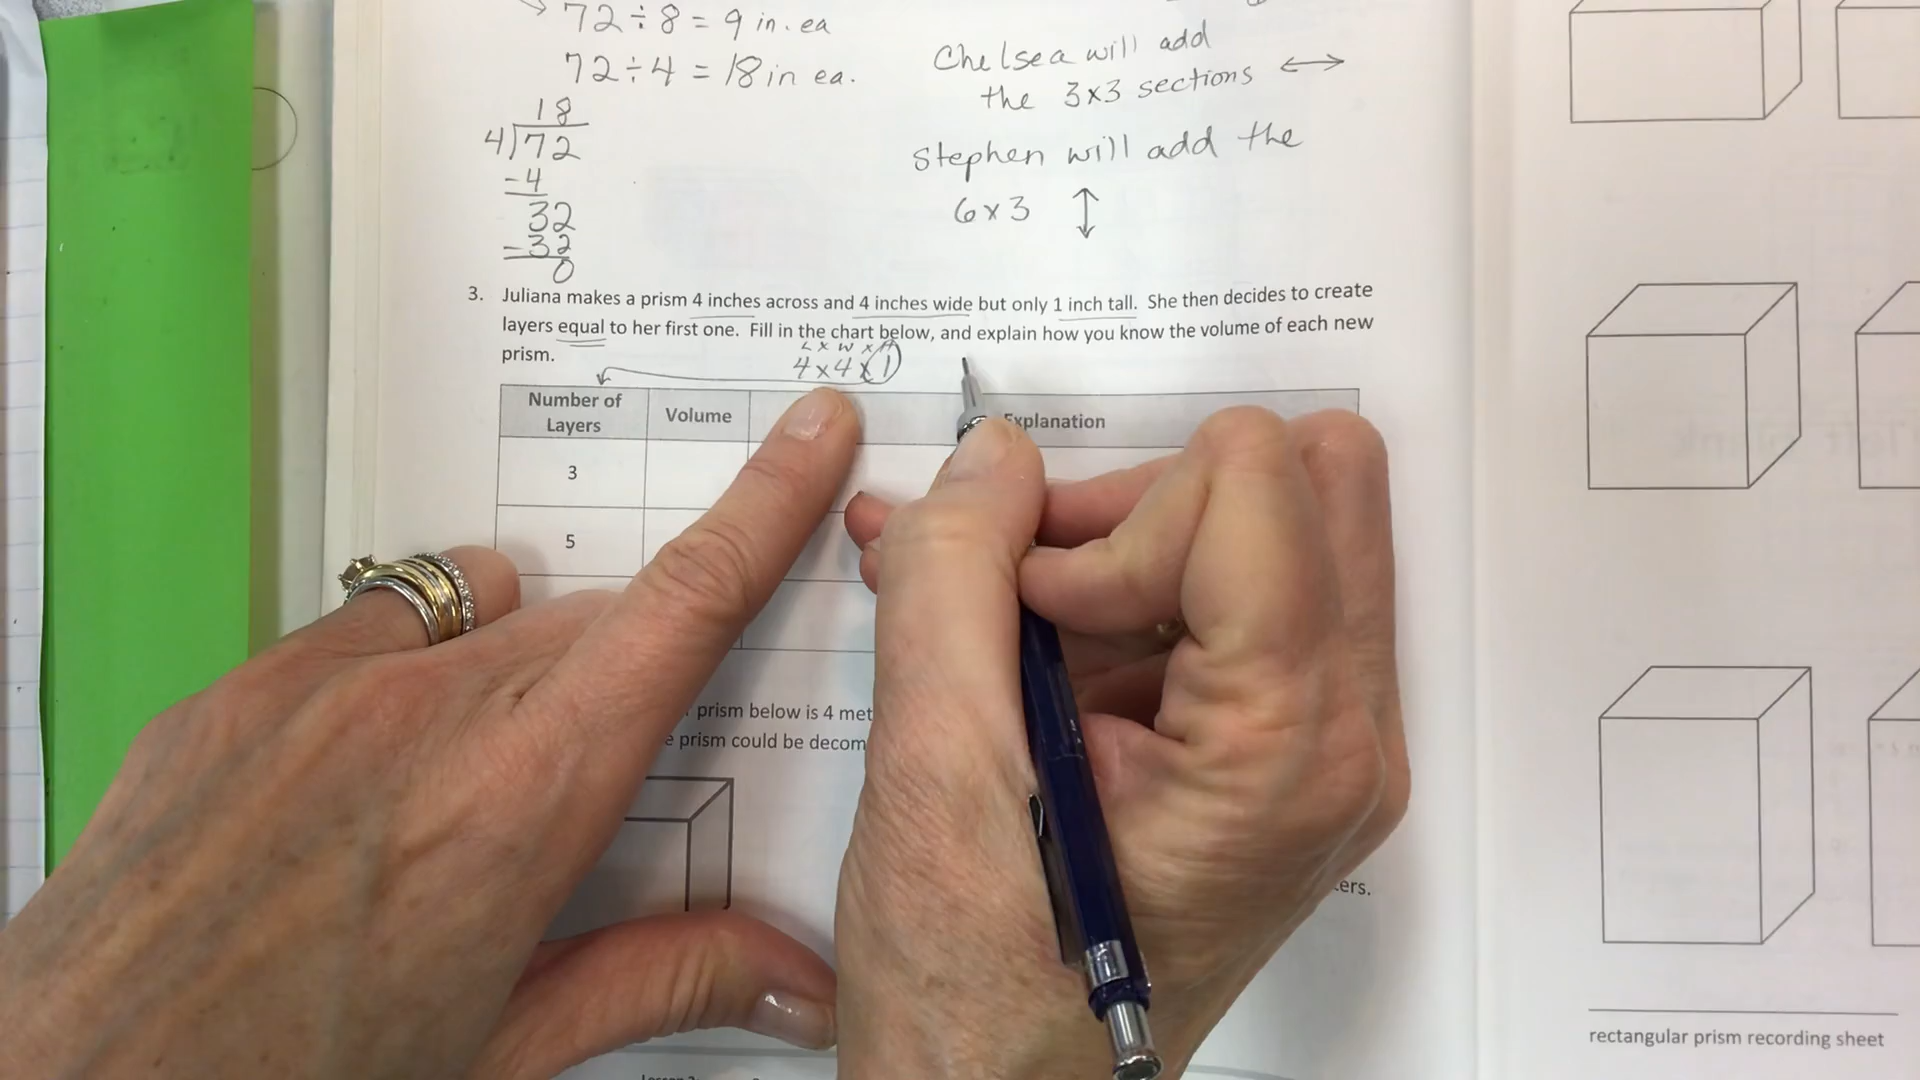 72 ÷ 8 = 9 in. ea
72 ÷ 4 = 18 in ea.
18
4)72
-4
32
-32
0
Chelsea will add
the 3x3 sections ↔
Stephen will add the
6x3 ↕
3. Juliana makes a prism 4 inches across and 4 inches wide but only 1 inch tall. She then decides to create
layers equal to her first one. Fill in the chart below, and explain how you know the volume of each new
prism.
L x W x H
4 x 4 x 1
Number of Layers
Volume
Explanation
3
5
prism below is 4
prism could be
rectangular prism recording sheet